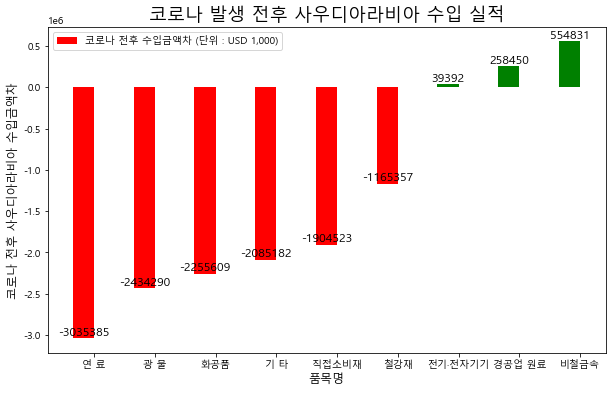 코로나 발생 전후 사우디아라비아 수입 실적
1e6
코로나 전후 수입금액차 (단위 : USD 1,000)
코로나 전후 사우디아라비아 수입금액차
0.5
0.0
-0.5
-1.0
-1.5
-2.0
-2.5
-3.0
-3035385
-2434290
-2255609
-2085182
-1904523
-1165357
39392
258450
554831
연 료
광 물
화공품
기 타
직접소비재
철강재
전기·전자기기
경공업 원료
비철금속
품목명